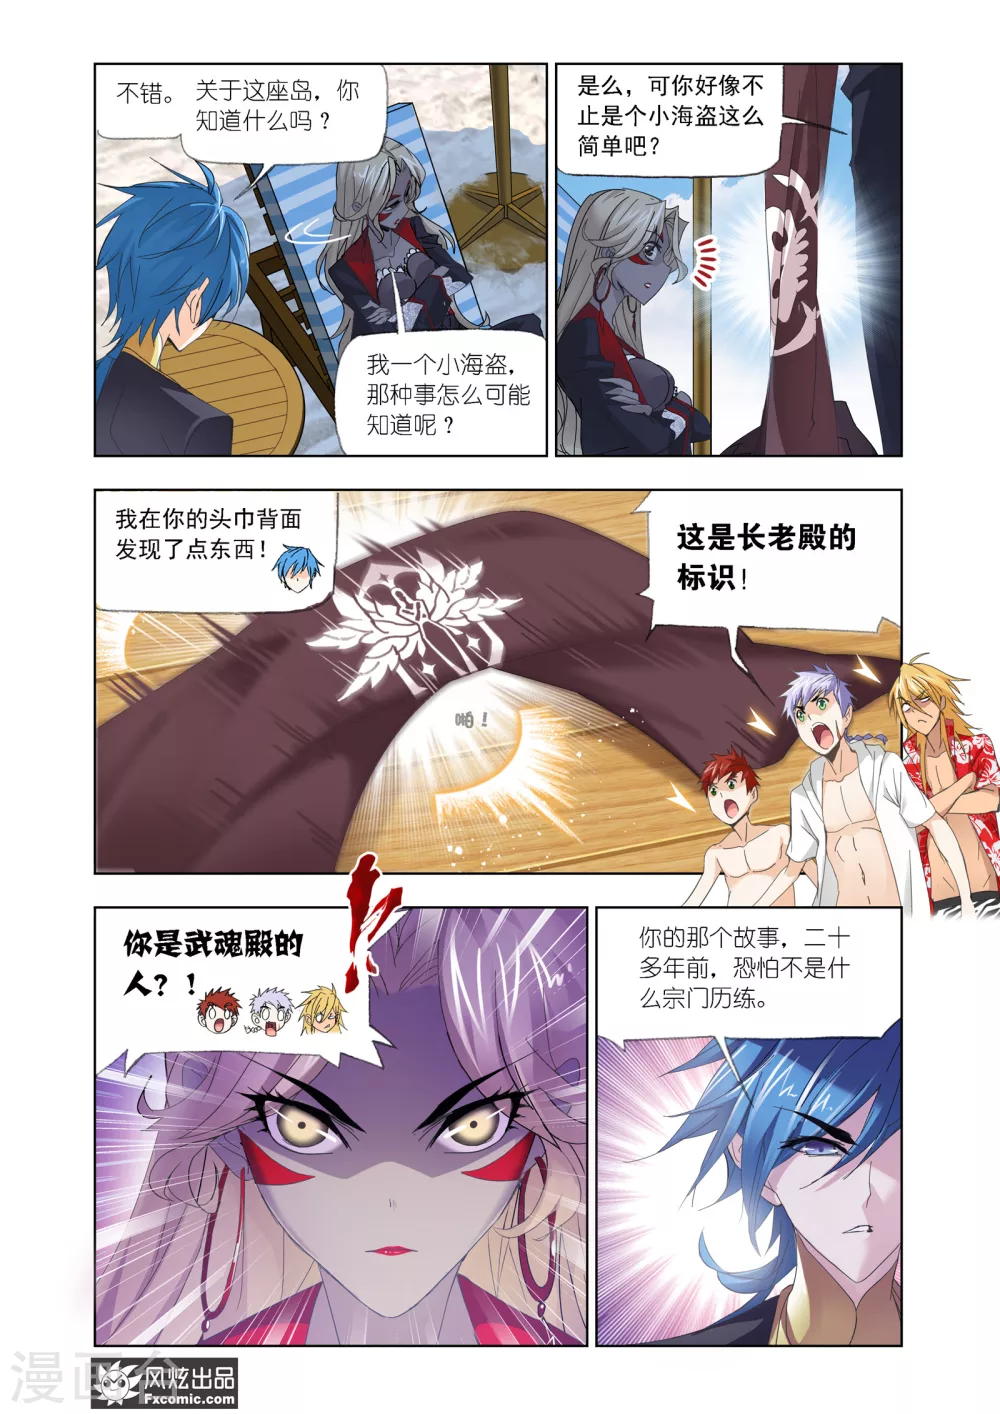 不错。
关于这座岛，你
知道什么吗？
我一个小海盗，
那种事怎么可能
知道呢？
是么，可你好像不
止是个小海盗这么
简单吧？
我在你的头巾背面
发现了点东西！
这是长老殿的
标识！
啪！
你是武魂殿的
人？！
你的那个故事，二十
多年前，恐怕不是什
么宗门历练。
漫画台
风炫出品
Fxcomic.com